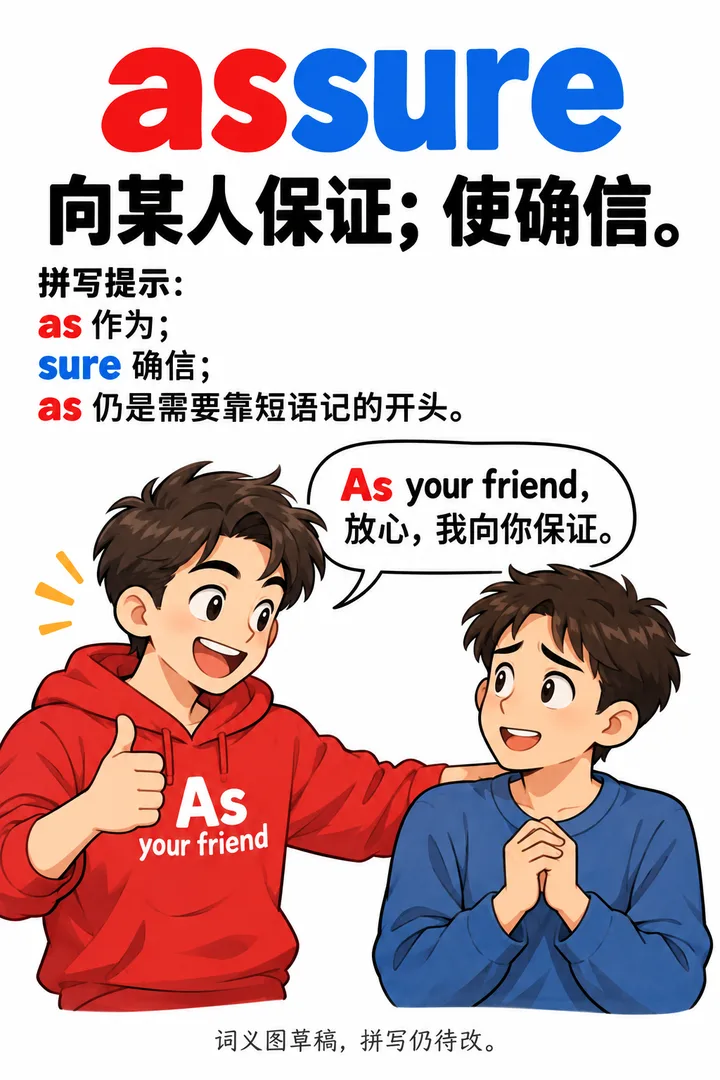 assure
向某人保证；使确信。
拼写提示：
as 作为；
sure 确信；
as 仍是需要靠短语记的开头。
As your friend,
放心，我向你保证。
As
your friend
词义图草稿，拼写仍待改。